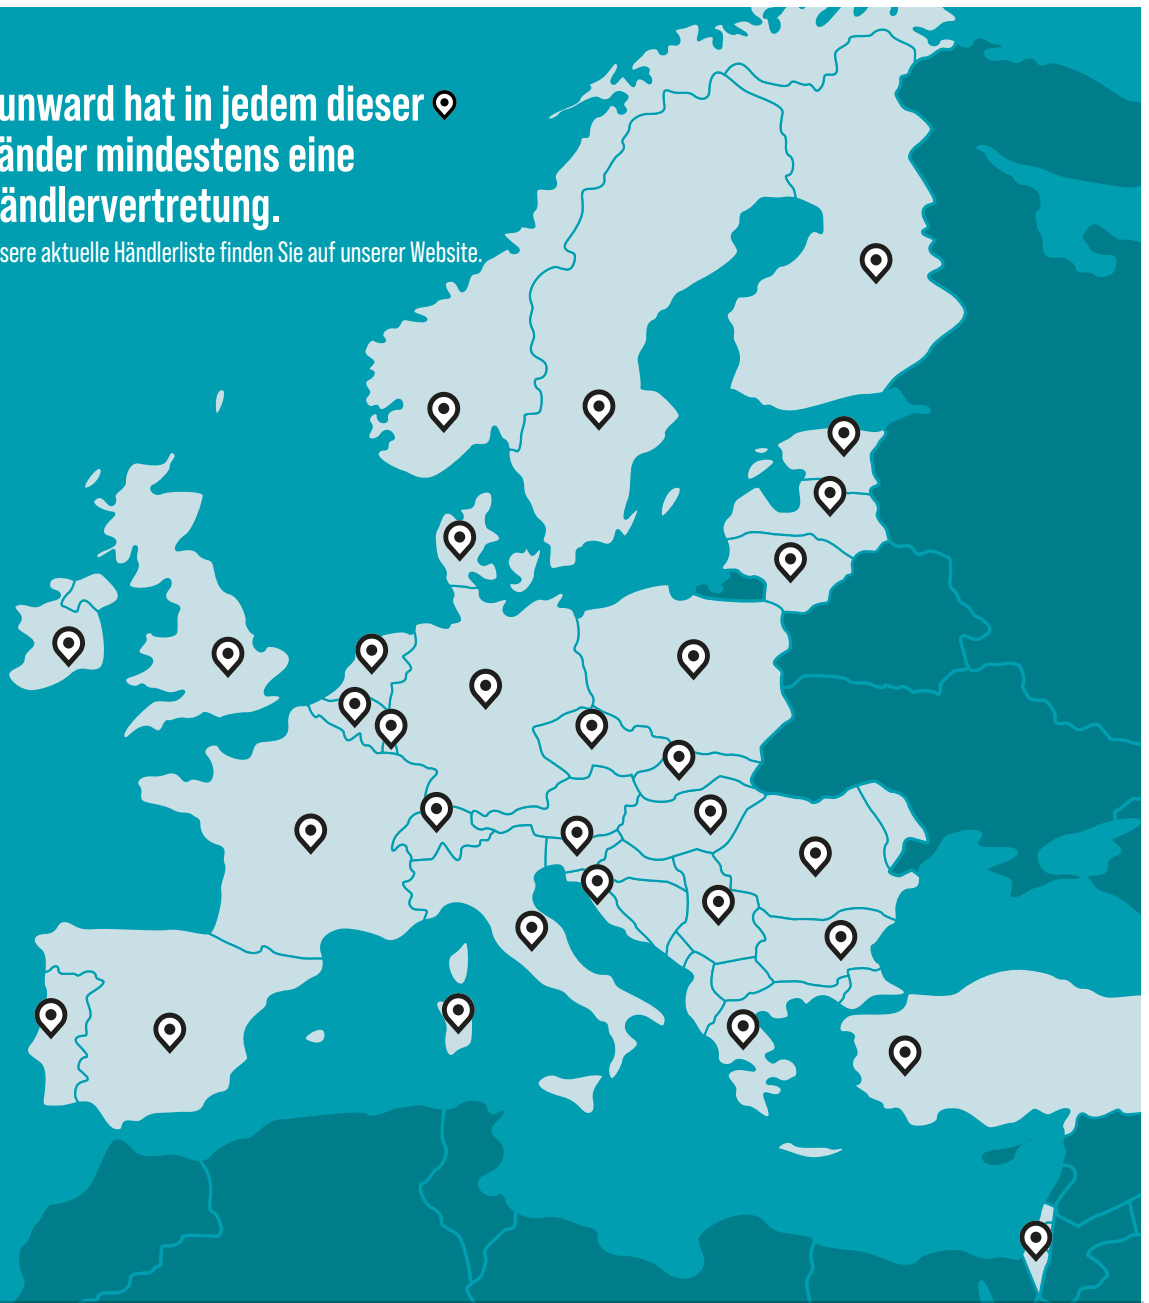 unward hat in jedem dieser
änder mindestens eine
ändlervertretung.
sere aktuelle Händlerliste finden Sie auf unserer Website.